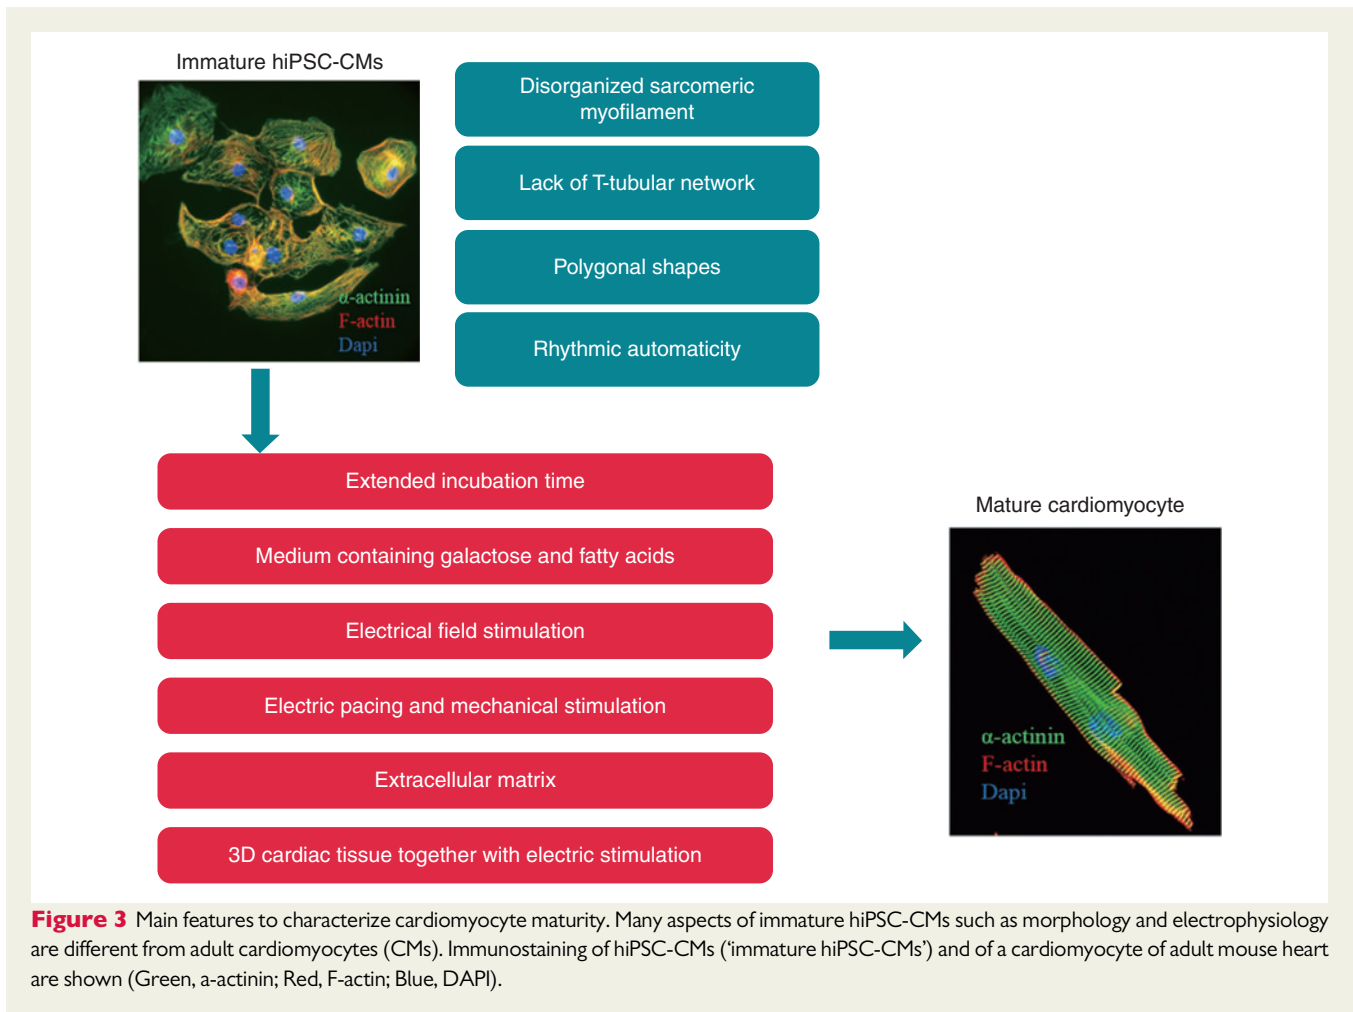 Immature hiPSC-CMs
α-actinin
F-actin
Dapi
Disorganized sarcomeric
myofilament
Lack of T-tubular network
Polygonal shapes
Rhythmic automaticity
Extended incubation time
Medium containing galactose and fatty acids
Electrical field stimulation
Electric pacing and mechanical stimulation
Extracellular matrix
3D cardiac tissue together with electric stimulation
Mature cardiomyocyte
α-actinin
F-actin
Dapi
Figure 3 Main features to characterize cardiomyocyte maturity. Many aspects of immature hiPSC-CMs such as morphology and electrophysiology
are different from adult cardiomyocytes (CMs). Immunostaining of hiPSC-CMs (‘immature hiPSC-CMs’) and of a cardiomyocyte of adult mouse heart
are shown (Green, a-actinin; Red, F-actin; Blue, DAPI).